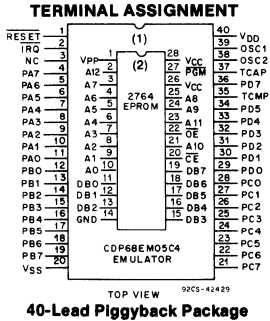 TERMINAL ASSIGNMENT
RESET 1 40 VDD
IRQ 2 (1) 39 OSC1
NC 3 38 OSC2
PA7 4 VPP 1 (2) 28 VCC 37 TCAP
PA6 5 A12 2 27 PGM 36 PD7
PA5 6 A7 3 2764 26 VCC 35 TCMP
PA4 7 A6 4 EPROM 25 A8 34 PD5
PA3 8 A5 5 24 A9 33 PD4
PA2 9 A4 6 23 A11 32 PD3
PA1 10 A3 7 22 OE 31 PD2
PA0 11 A2 8 21 A10 30 PD1
PB0 12 A1 9 20 CE 29 PD0
PB1 13 A0 10 19 DB7 28 PC0
PB2 14 DB0 11 18 DB6 27 PC1
PB3 15 DB1 12 17 DB5 26 PC2
PB4 16 DB2 13 16 DB4 25 PC3
PB5 17 GND 14 15 DB3 24 PC4
PB6 18 23 PC5
PB7 19 CDP68EM05C4 22 PC6
VSS 20 EMULATOR 21 PC7
TOP VIEW
92CS-42429
40-Lead Piggyback Package